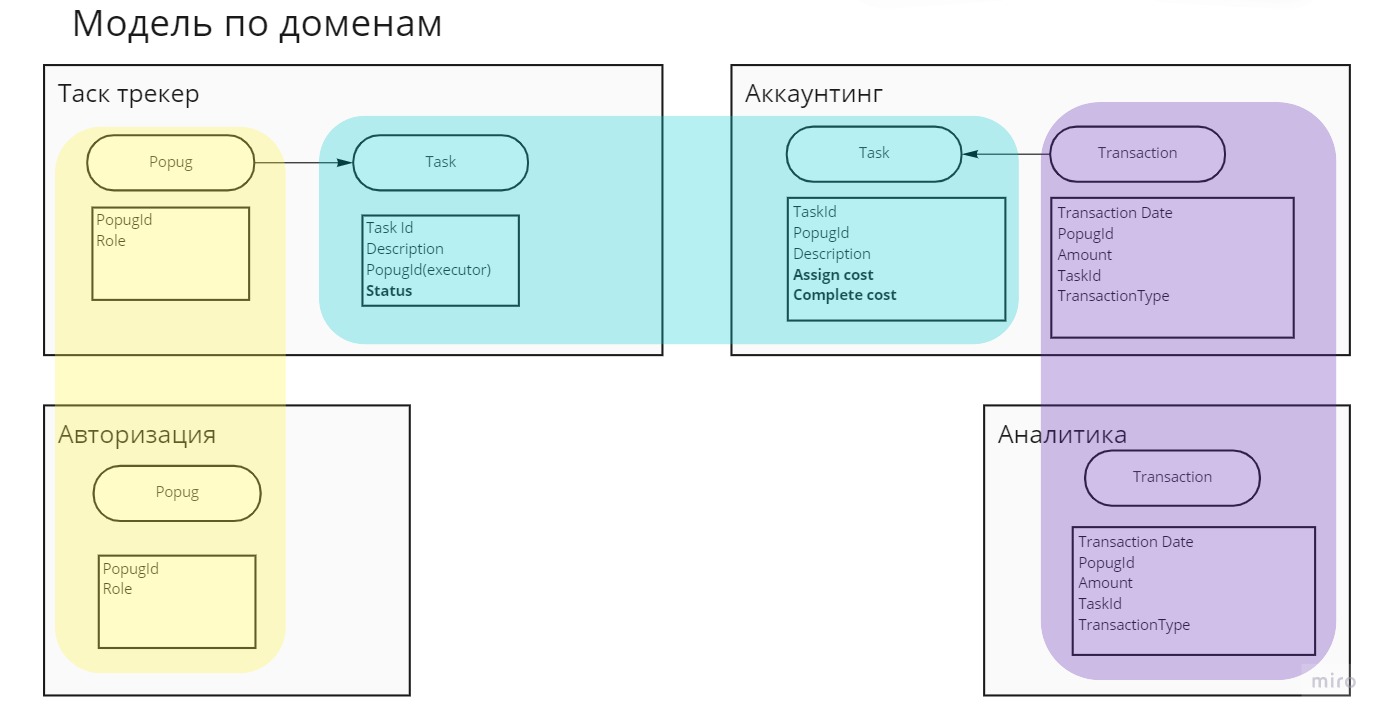 Модель по доменам
Таск трекер
Popug
PopugId
Role
Task
Task Id
Description
PopugId(executor)
Status
Аккаунтинг
Task
TaskId
PopugId
Description
Assign cost
Complete cost
Transaction
Transaction Date
PopugId
Amount
TaskId
TransactionType
Авторизация
Popug
PopugId
Role
Аналитика
Transaction
Transaction Date
PopugId
Amount
TaskId
TransactionType
miro